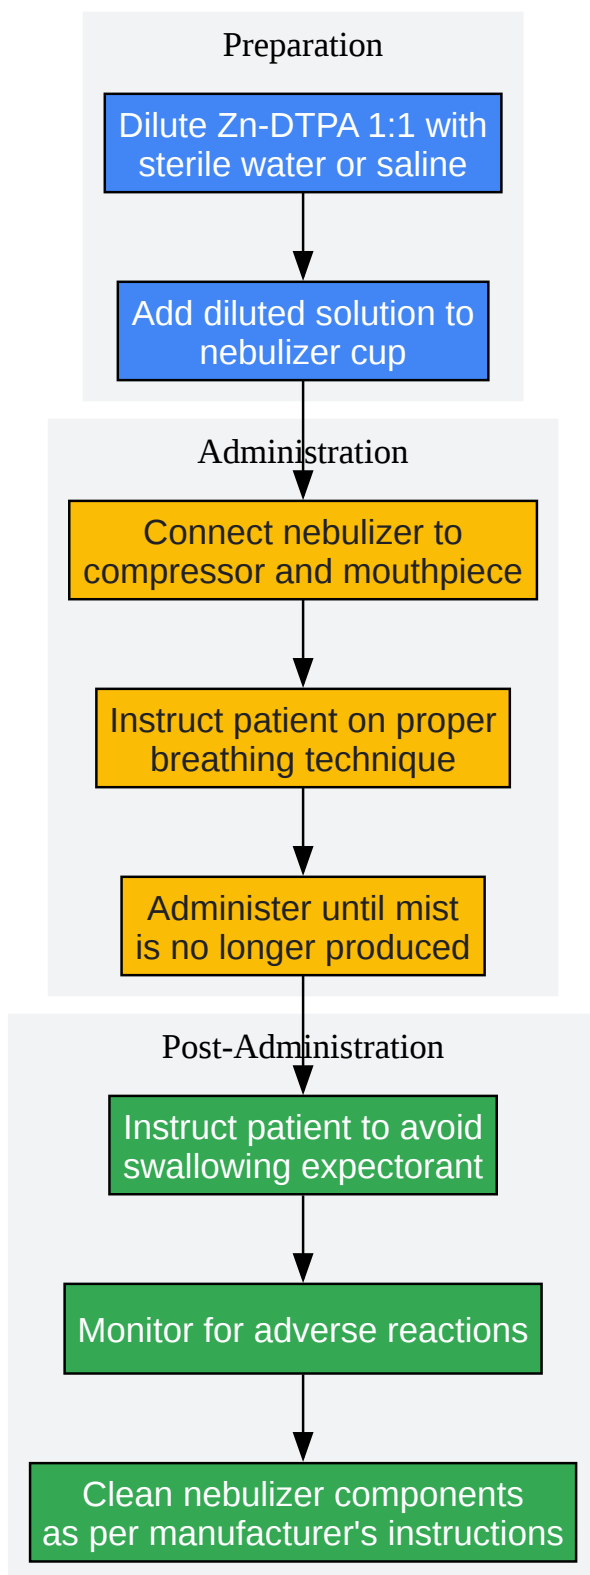 Preparation
Dilute Zn-DTPA 1:1 with
sterile water or saline
Add diluted solution to
nebulizer cup
Administration
Connect nebulizer to
compressor and mouthpiece
Instruct patient on proper
breathing technique
Administer until mist
is no longer produced
Post-Administration
Instruct patient to avoid
swallowing expectorant
Monitor for adverse reactions
Clean nebulizer components
as per manufacturer's instructions